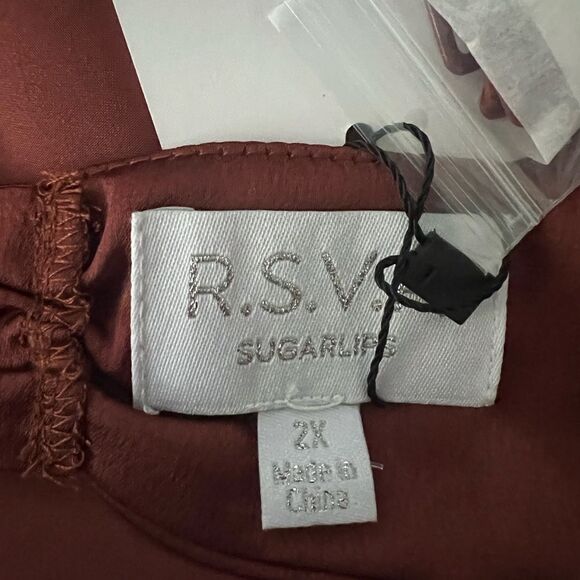 R.S.V.
SUGARLIPS
2X
Made in
China